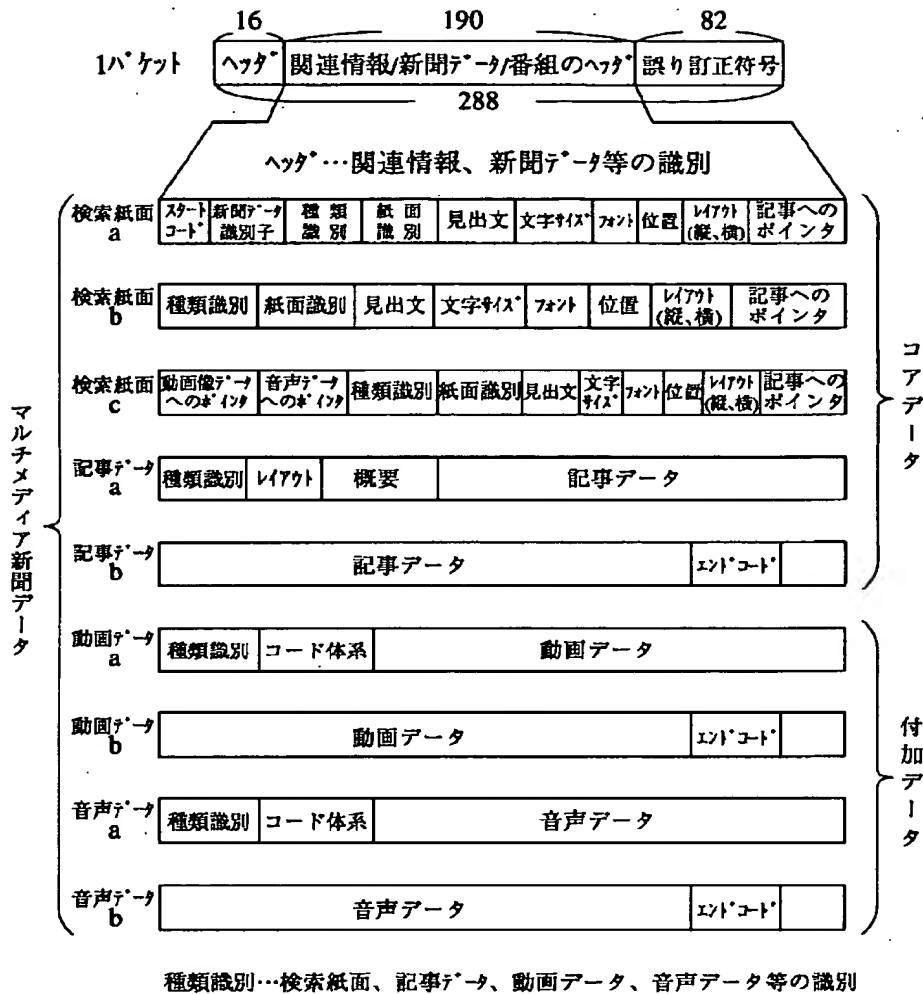 16 190 82
1パケット ヘッダ 関連情報/新聞データ/番組のヘッダ 誤り訂正符号
288
ヘッダ…関連情報、新聞データ等の識別
検索紙面a スタートコード 新聞データ識別子 種類識別 紙面識別 見出文 文字サイズ フォント 位置 レイアウト(縦、横) 記事へのポインタ
検索紙面b 種類識別 紙面識別 見出文 文字サイズ フォント 位置 レイアウト(縦、横) 記事へのポインタ
検索紙面c 動画像データへのポインタ 音声データへのポインタ 種類識別 紙面識別 見出文 文字サイズ フォント 位置 レイアウト(縦、横) 記事へのポインタ
記事データa 種類識別 レイアウト 概要 記事データ
記事データb 記事データ エンドコード
動画データa 種類識別 コード体系 動画データ
動画データb 動画データ エンドコード
音声データa 種類識別 コード体系 音声データ
音声データb 音声データ エンドコード
マルチメディア新聞データ
コアデータ
付加データ
種類識別…検索紙面、記事データ、動画データ、音声データ等の識別